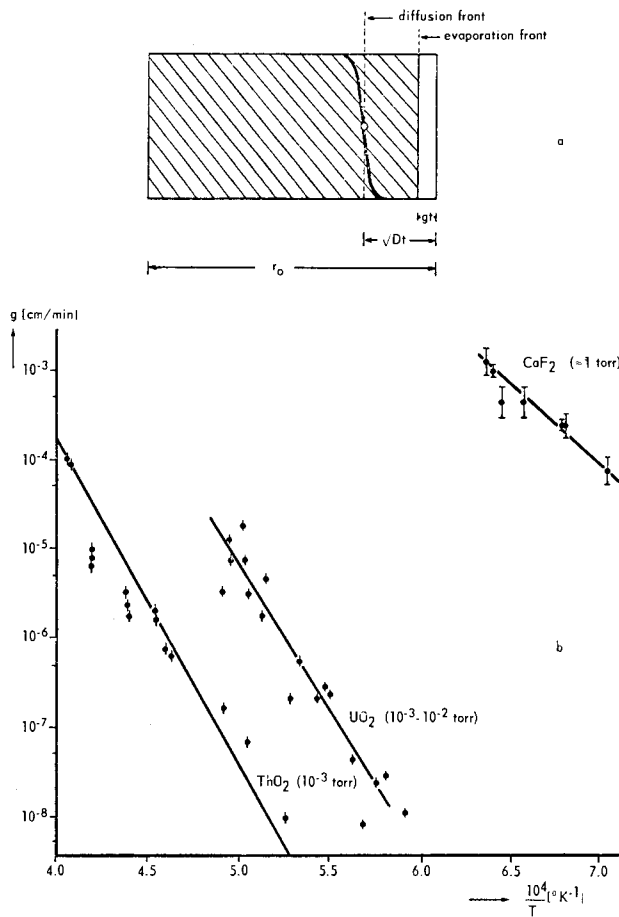 diffusion front
evaporation front
a
gt
√Dt
r₀
g [cm/min]
10⁻³
CaF₂ (≈1 torr)
10⁻⁴
10⁻⁵
10⁻⁶
b
UO₂ (10⁻³-10⁻² torr)
10⁻⁷
ThO₂ (10⁻³ torr)
10⁻⁸
4.0 4.5 5.0 5.5 6.0 6.5 7.0
10⁴/T [°K⁻¹]